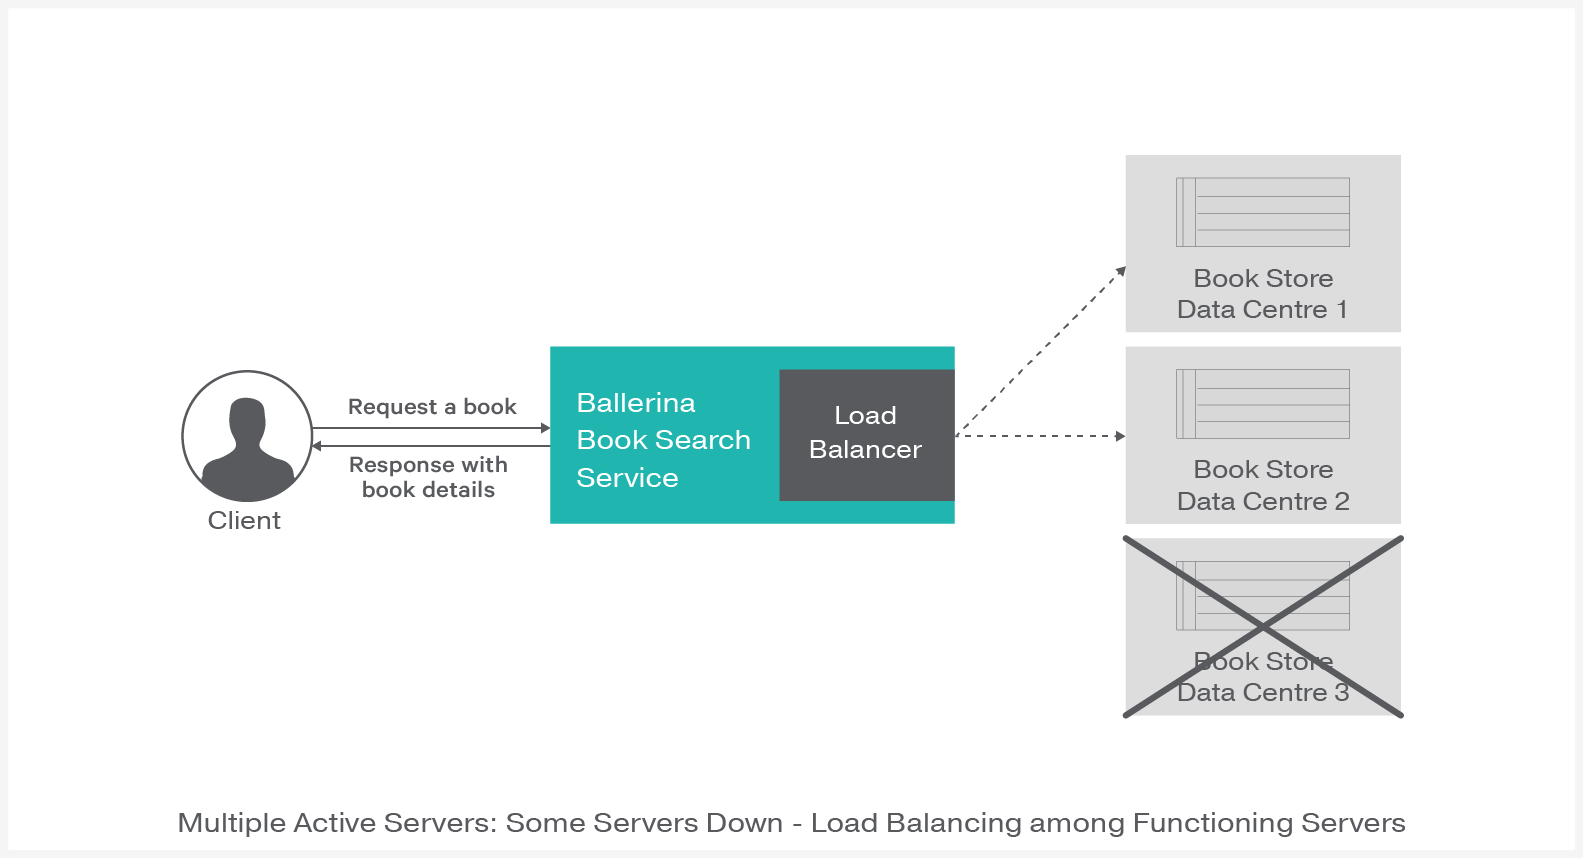 Book Store
Data Centre 1
Request a book
Response with
book details
Client
Ballerina
Book Search
Service
Load
Balancer
Book Store
Data Centre 2
Book Store
Data Centre 3
Multiple Active Servers: Some Servers Down - Load Balancing among Functioning Servers